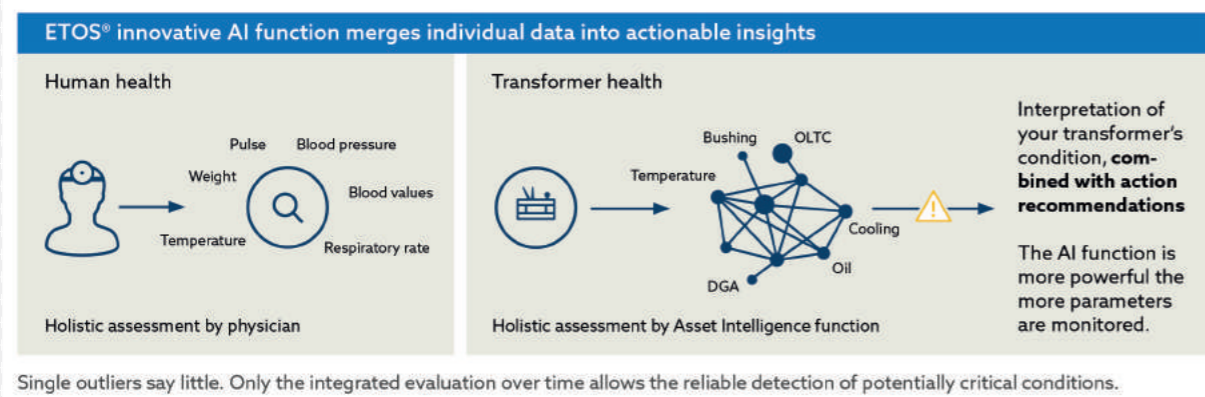 ETOS® innovative AI function merges individual data into actionable insights
Human health
Pulse
Blood pressure
Weight
Blood values
Temperature
Respiratory rate
Holistic assessment by physician
Transformer health
Bushing
OLTC
Temperature
Cooling
Oil
DGA
Holistic assessment by Asset Intelligence function
Interpretation of
your transformer's
condition, com-
bined with action
recommendations
The AI function is
more powerful the
more parameters
are monitored.
Single outliers say little. Only the integrated evaluation over time allows the reliable detection of potentially critical conditions.